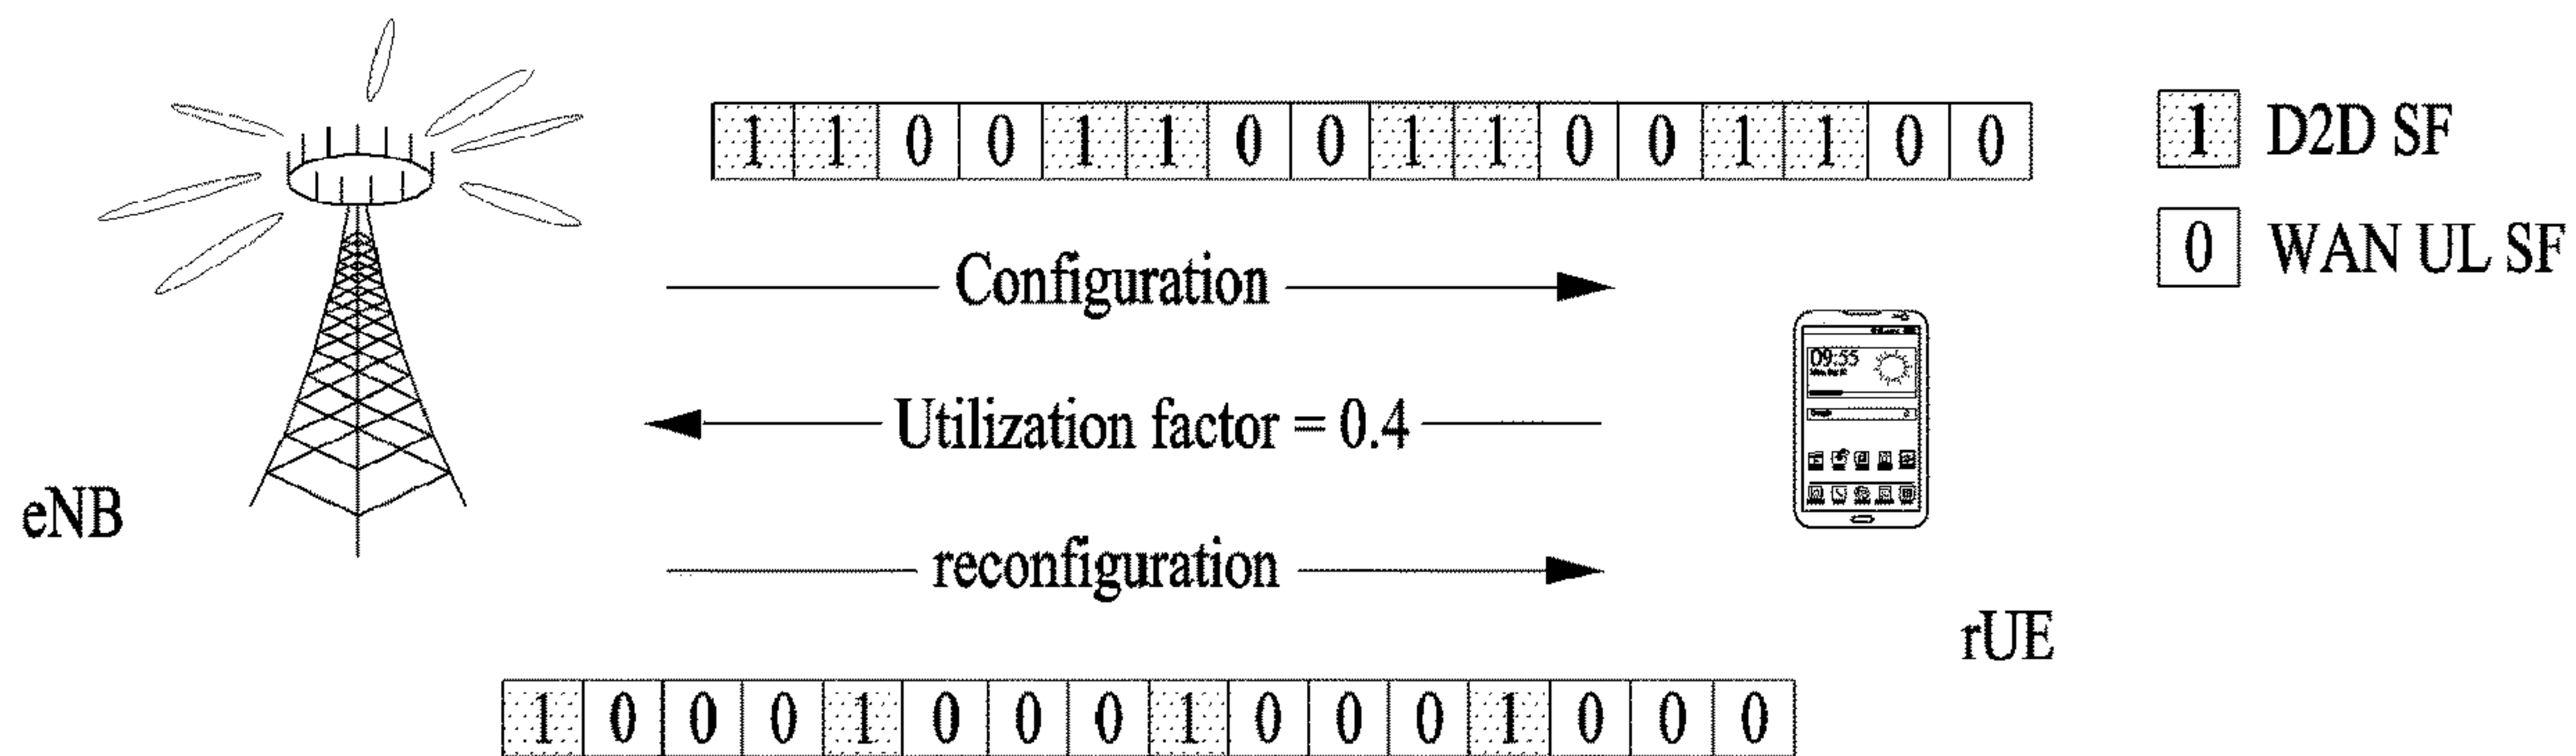 1 1 0 0 1 1 0 0 1 1 0 0 1 1 0 0
1 D2D SF
0 WAN UL SF
Configuration
09:55
Utilization factor = 0.4
eNB
reconfiguration
rUE
1 0 0 0 1 0 0 0 1 0 0 0 1 0 0 0